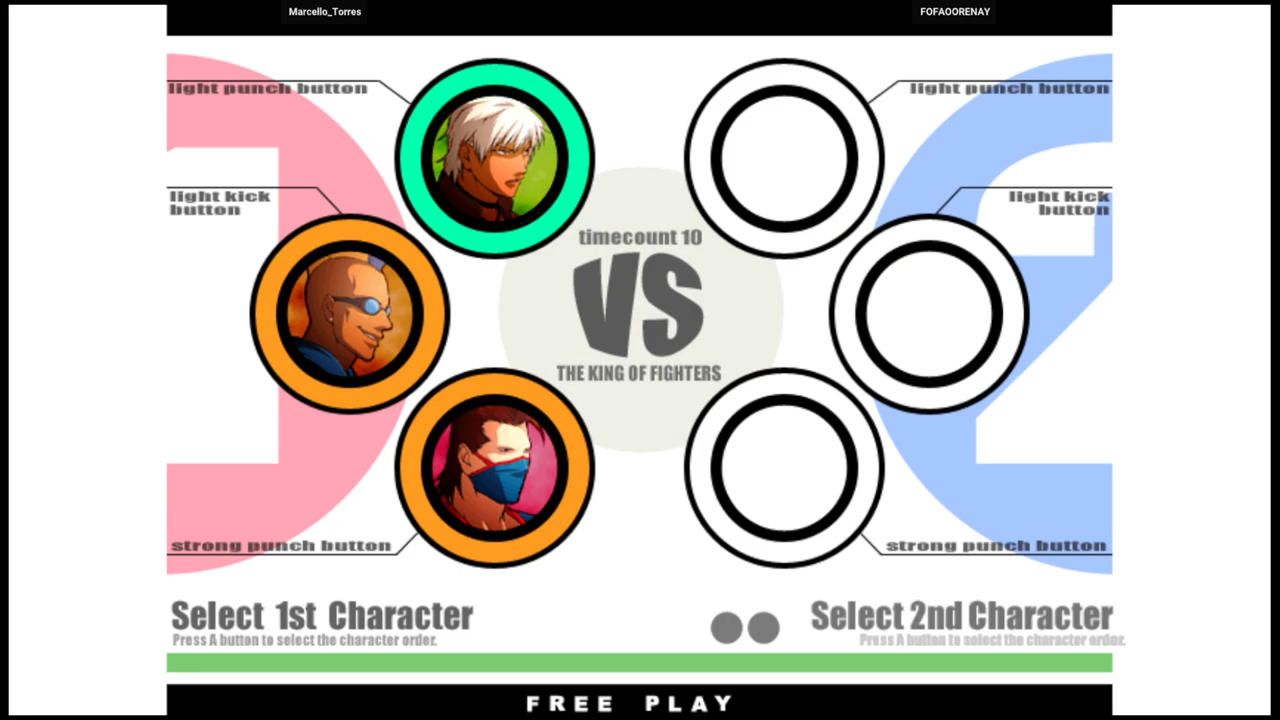 Marcello_Torres
FOFAOORENAY
light punch button
light punch button
light kick
button
light kick
button
timecount 10
VS
THE KING OF FIGHTERS
strong punch button
strong punch button
Select 1st Character
Press A button to select the character order.
Select 2nd Character
Press A button to select the character order.
FREE PLAY